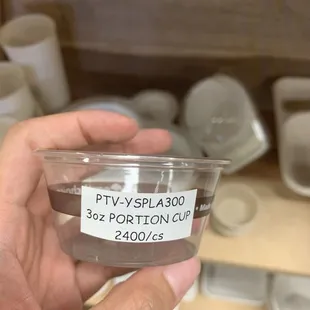 PTV-YSPLA300
3oz PORTION CUP
2400/cs